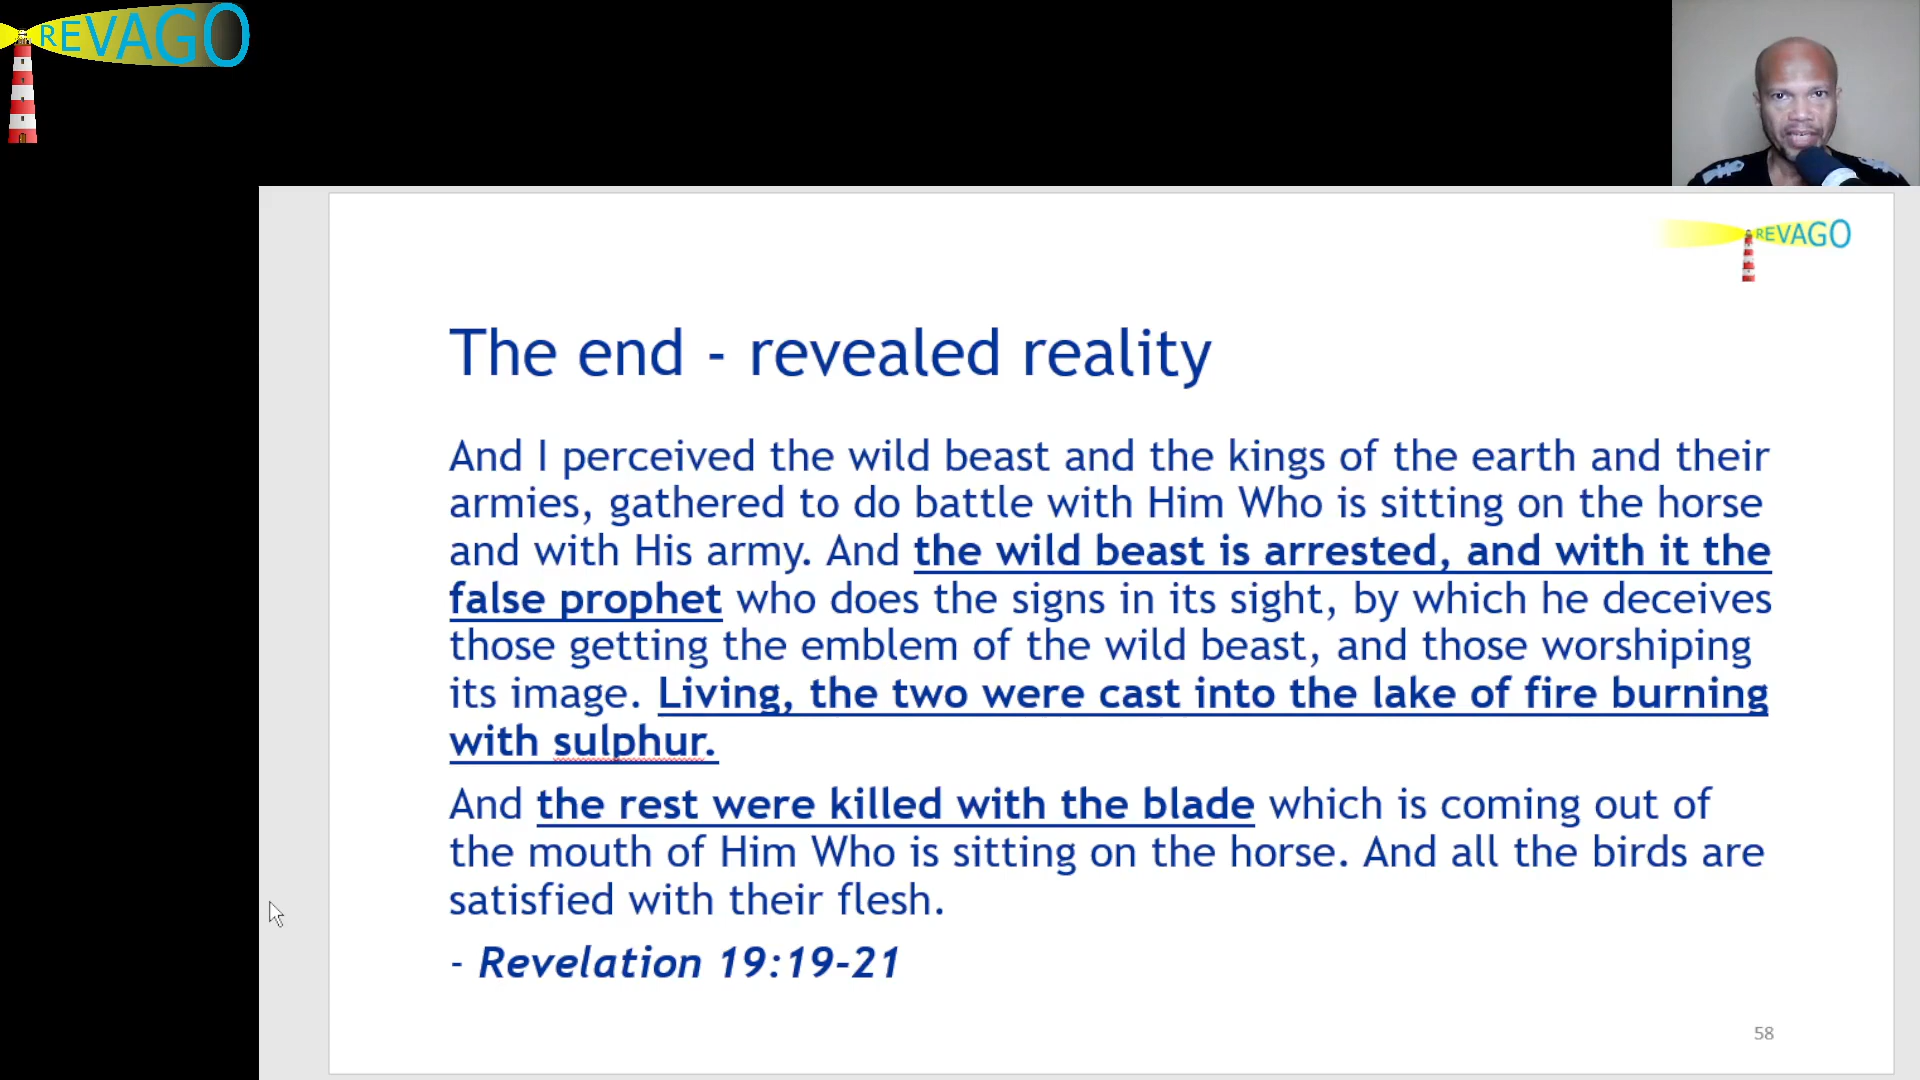 REVAGO
REVAGO
The end - revealed reality
And I perceived the wild beast and the kings of the earth and their
armies, gathered to do battle with Him Who is sitting on the horse
and with His army. And the wild beast is arrested, and with it the
false prophet who does the signs in its sight, by which he deceives
those getting the emblem of the wild beast, and those worshiping
its image. Living, the two were cast into the lake of fire burning
with sulphur.
And the rest were killed with the blade which is coming out of
the mouth of Him Who is sitting on the horse. And all the birds are
satisfied with their flesh.
- Revelation 19:19-21
58